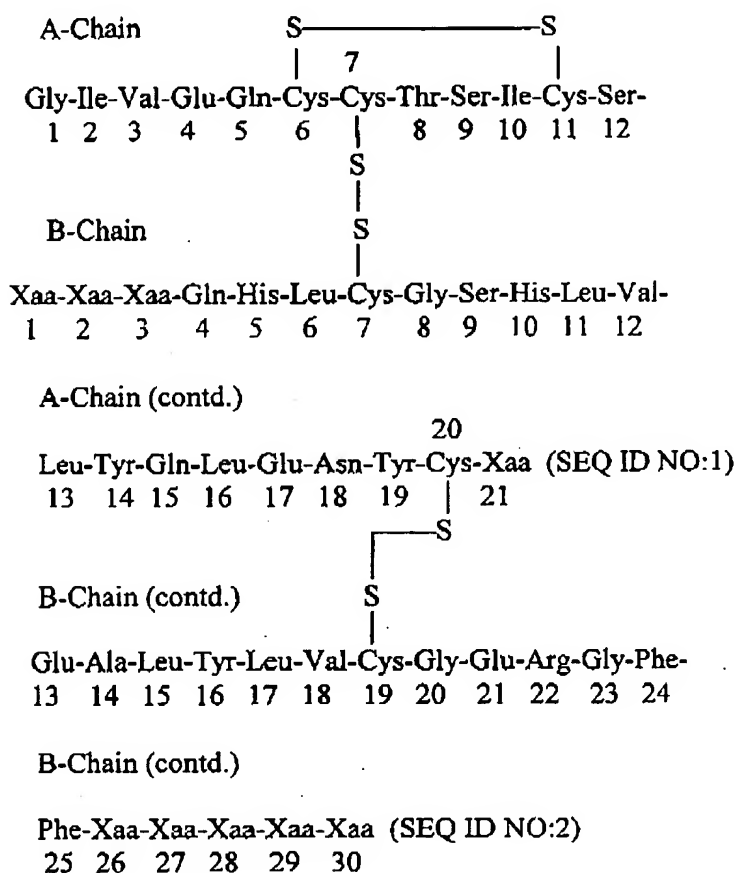 A-Chain S S
7
Gly-Ile-Val-Glu-Gln-Cys-Cys-Thr-Ser-Ile-Cys-Ser-
1 2 3 4 5 6 8 9 10 11 12
S
S
B-Chain
Xaa-Xaa-Xaa-Gln-His-Leu-Cys-Gly-Ser-His-Leu-Val-
1 2 3 4 5 6 7 8 9 10 11 12
A-Chain (contd.)
20
Leu-Tyr-Gln-Leu-Glu-Asn-Tyr-Cys-Xaa (SEQ ID NO:1)
13 14 15 16 17 18 19 21
S
S
B-Chain (contd.)
Glu-Ala-Leu-Tyr-Leu-Val-Cys-Gly-Glu-Arg-Gly-Phe-
13 14 15 16 17 18 19 20 21 22 23 24
B-Chain (contd.)
Phe-Xaa-Xaa-Xaa-Xaa-Xaa (SEQ ID NO:2)
25 26 27 28 29 30